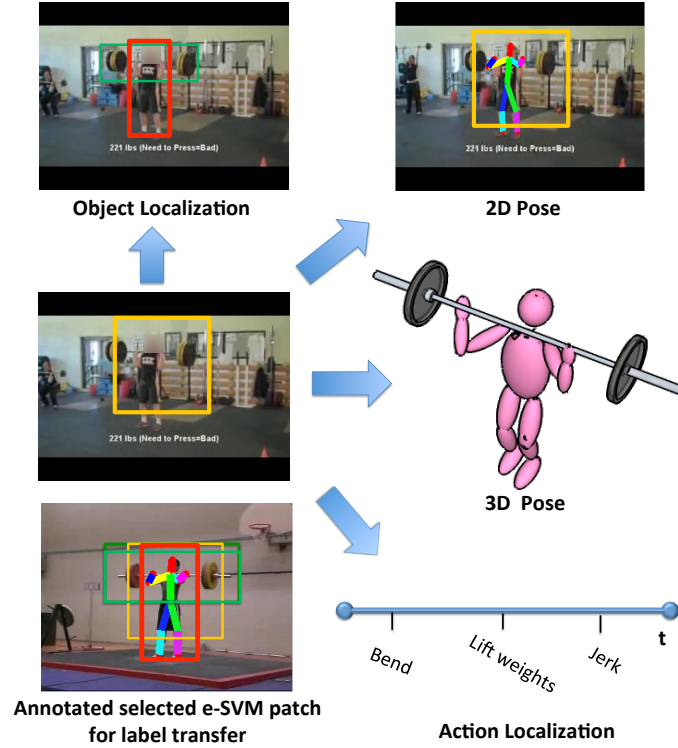 221 lbs (Need to Press=Bad)
Object Localization
221 lbs (Need to Press=Bad)
2D Pose
221 lbs (Need to Press=Bad)
3D Pose
Annotated selected e-SVM patch
for label transfer
Bend
Lift weights
Jerk
t
Action Localization